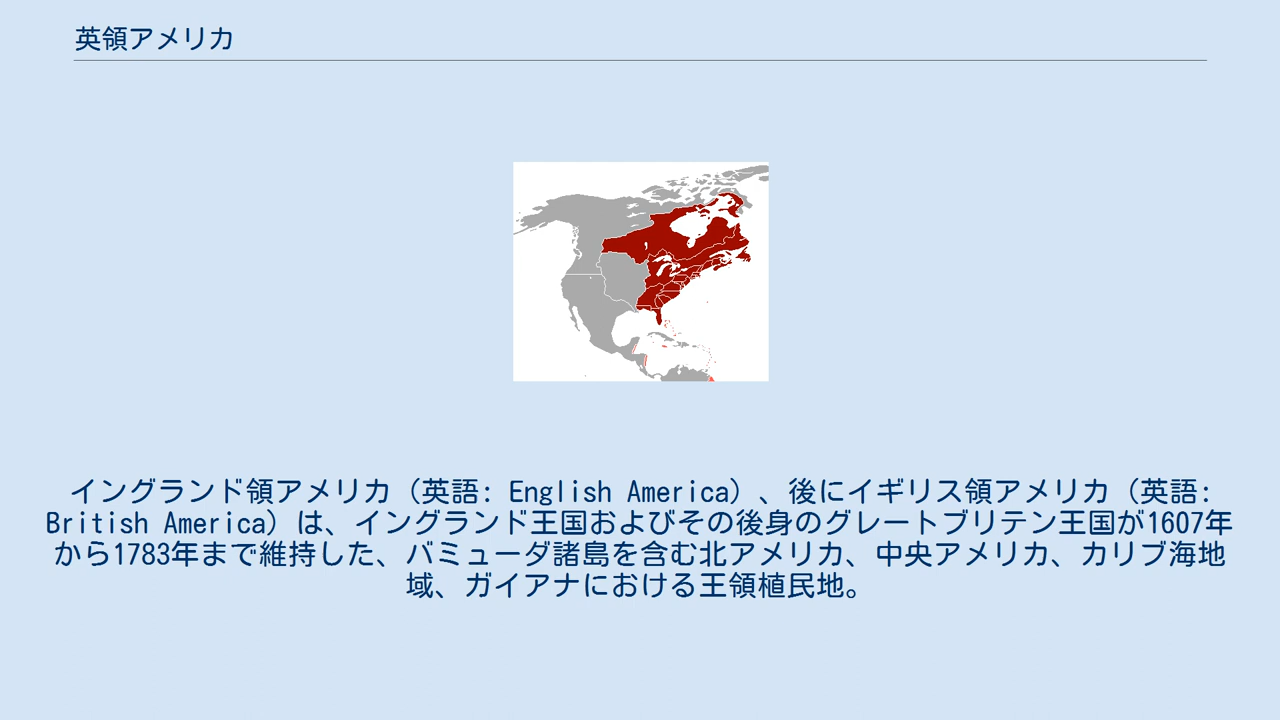 英領アメリカ
イングランド領アメリカ（英語: English America）、後にイギリス領アメリカ（英語:
British America）は、イングランド王国およびその後身のグレートブリテン王国が1607年
から1783年まで維持した、バミューダ諸島を含む北アメリカ、中央アメリカ、カリブ海地
域、ガイアナにおける王領植民地。